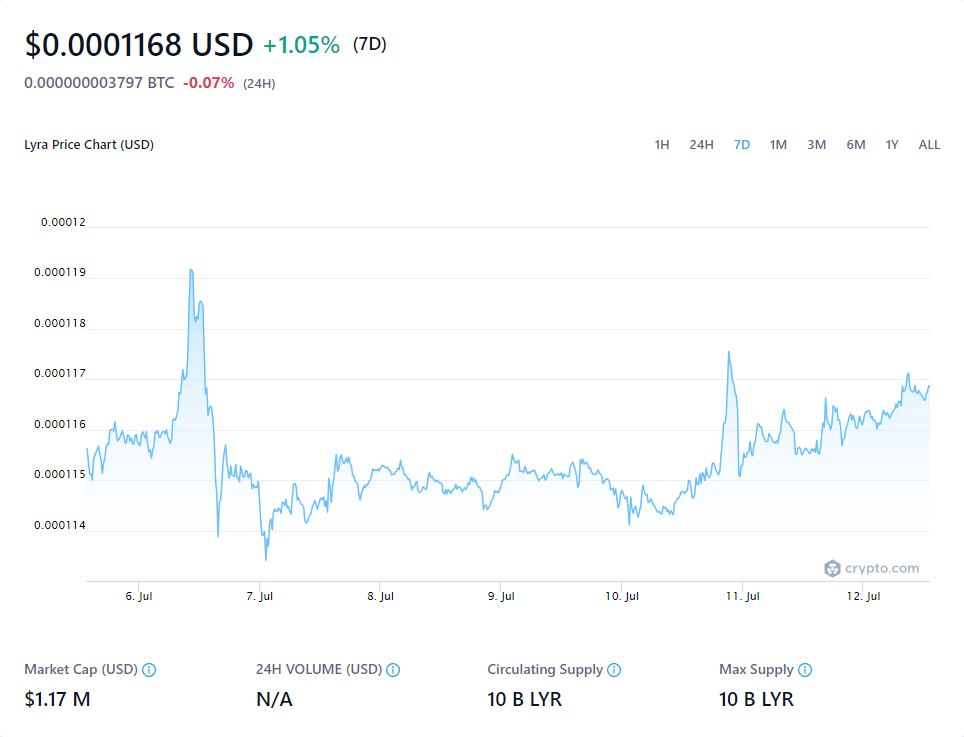 $0.0001168 USD +1.05% (7D)
0.000000003797 BTC -0.07% (24H)
Lyra Price Chart (USD) 1H 24H 7D 1M 3M 6M 1Y ALL
0.00012
0.000119
0.000118
0.000117
0.000116
0.000115
0.000114
crypto.com
6. Jul 7. Jul 8. Jul 9. Jul 10. Jul 11. Jul 12. Jul
Market Cap (USD) 24H VOLUME (USD) Circulating Supply Max Supply
$1.17 M N/A 10 B LYR 10 B LYR